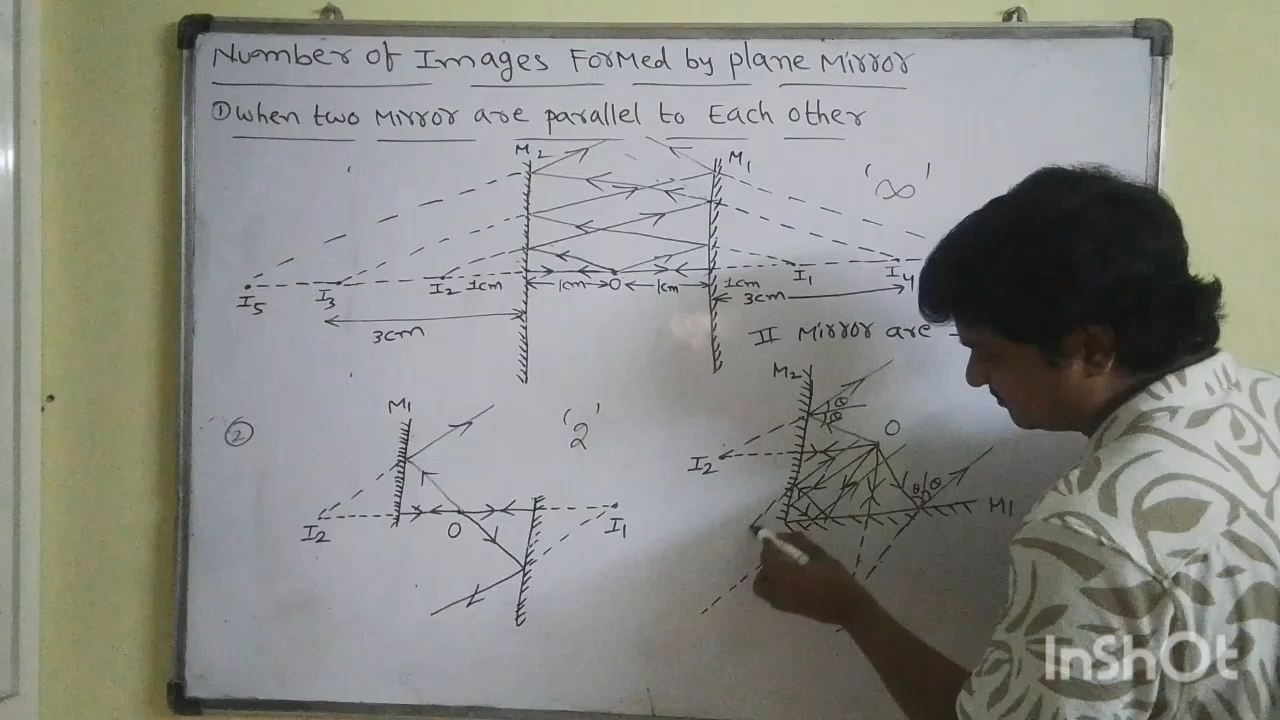 Number of Images Formed by plane Mirror
① when two Mirror are parallel to Each other
M2
M1
'∞'
I5
I3
I2
1cm
1cm
O
1cm
1cm
I1
I4
3cm
3cm
II Mirror are
②
M1
'2'
I2
O
I1
M2
θ
θ
O
I2
θ
θ
M1
InShOt